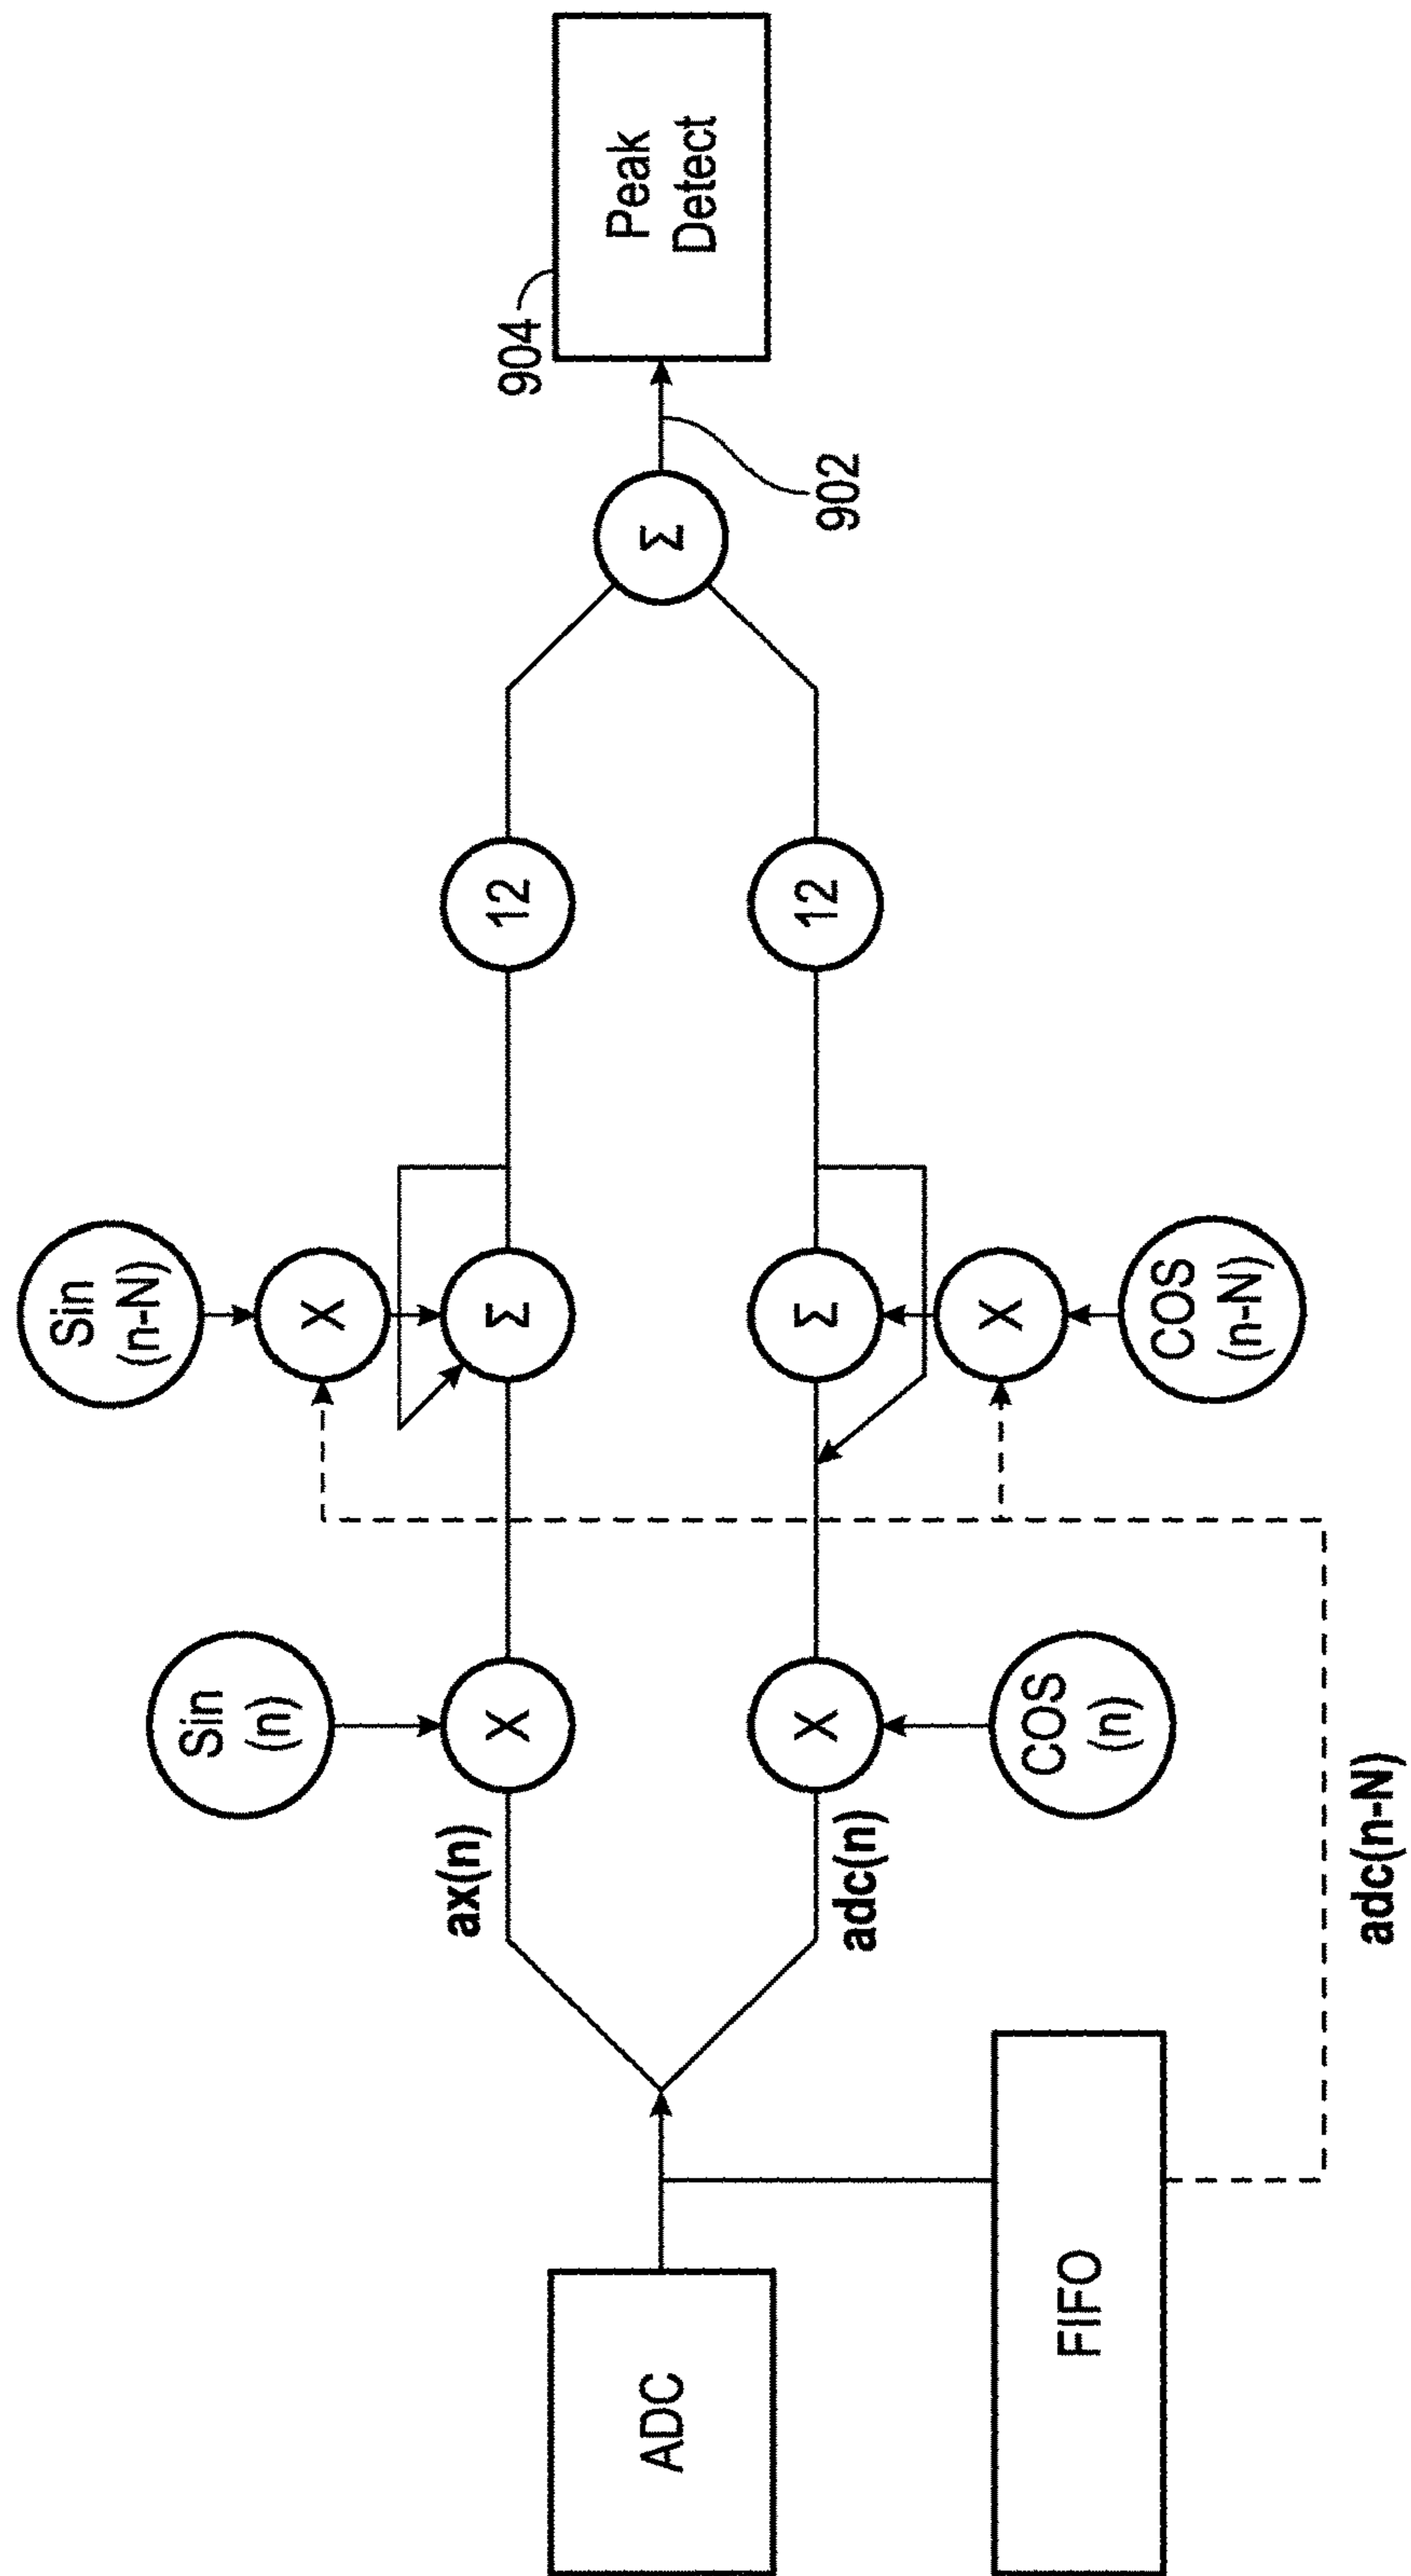 Sin
(n-N)
X
Sin
(n)
X
ax(n)
Σ
12
904
Peak
Detect
Σ
902
ADC
adc(n)
X
Σ
12
X
COS
(n)
COS
(n-N)
FIFO
adc(n-N)